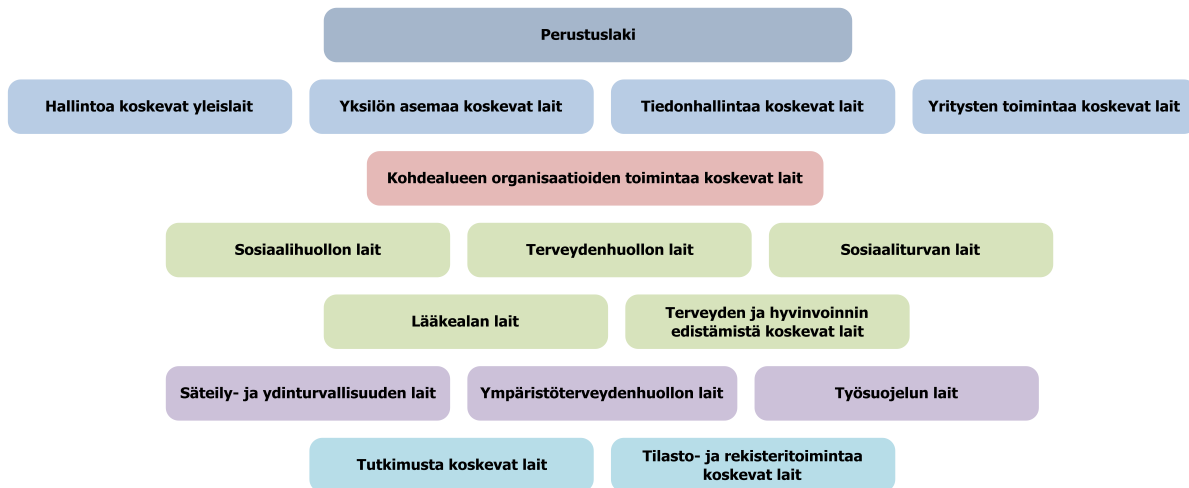 Perustuslaki
Hallintoa koskevat yleislait
Yksilön asemaa koskevat lait
Tiedonhallintaa koskevat lait
Yritysten toimintaa koskevat lait
Kohdealueen organisaatioiden toimintaa koskevat lait
Sosiaalihuollon lait
Terveydenhuollon lait
Sosiaaliturvan lait
Lääkealan lait
Terveyden ja hyvinvoinnin
edistämistä koskevat lait
Säteily- ja ydinturvallisuuden lait
Ympäristöterveydenhuollon lait
Työsuojelun lait
Tutkimusta koskevat lait
Tilasto- ja rekisteritoimintaa
koskevat lait